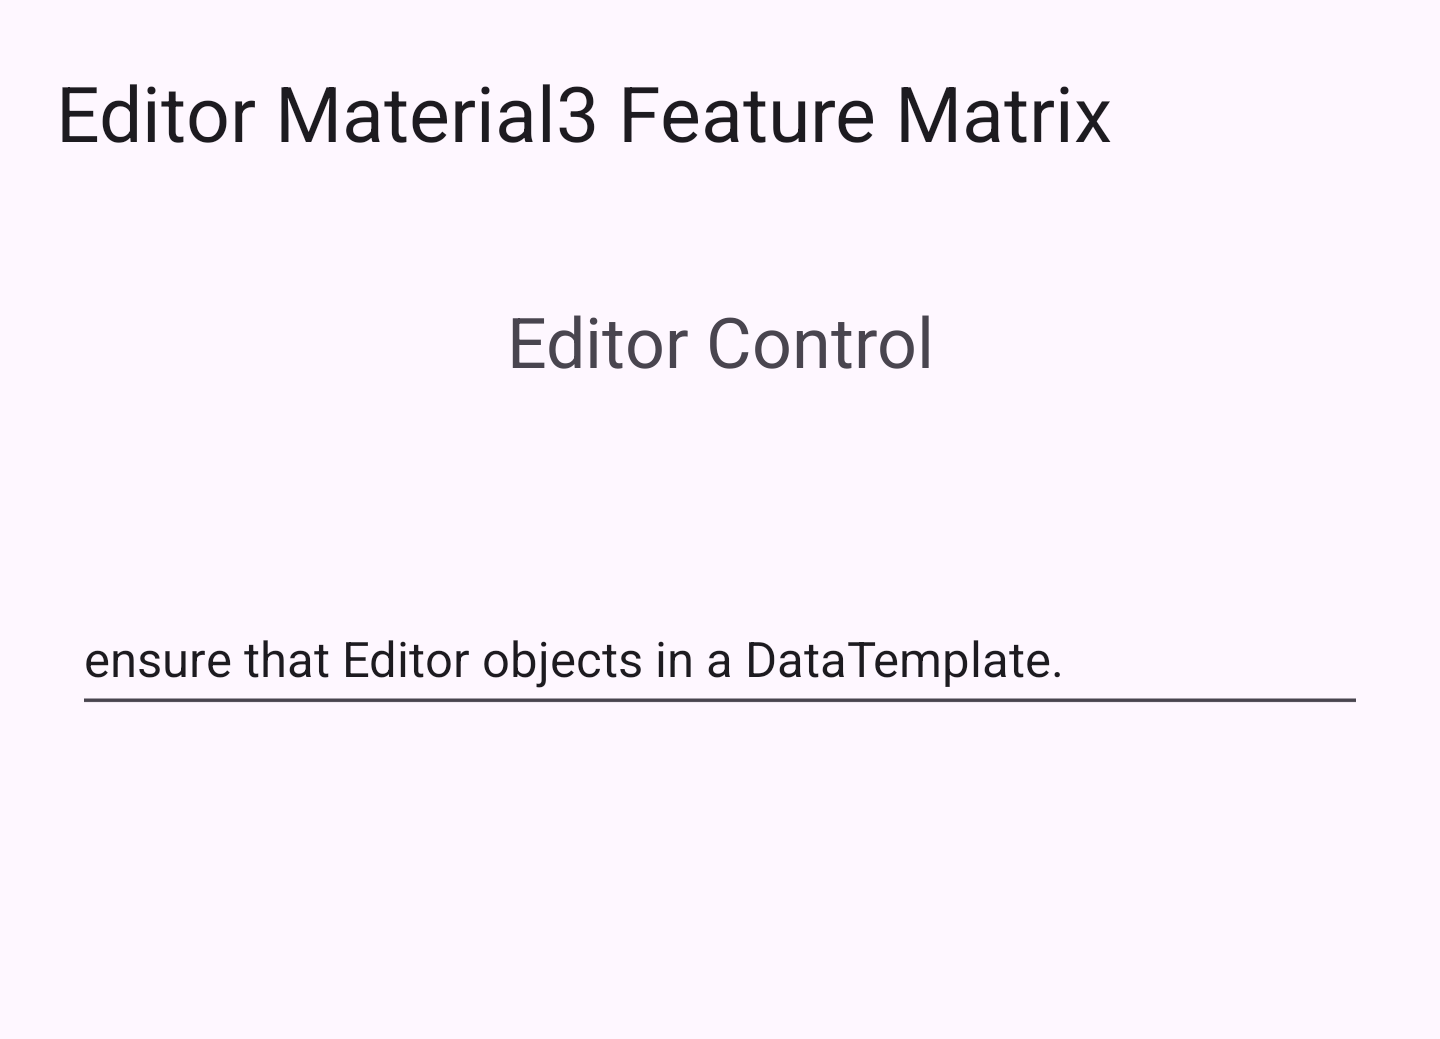 Editor Material3 Feature Matrix
Editor Control
ensure that Editor objects in a DataTemplate.